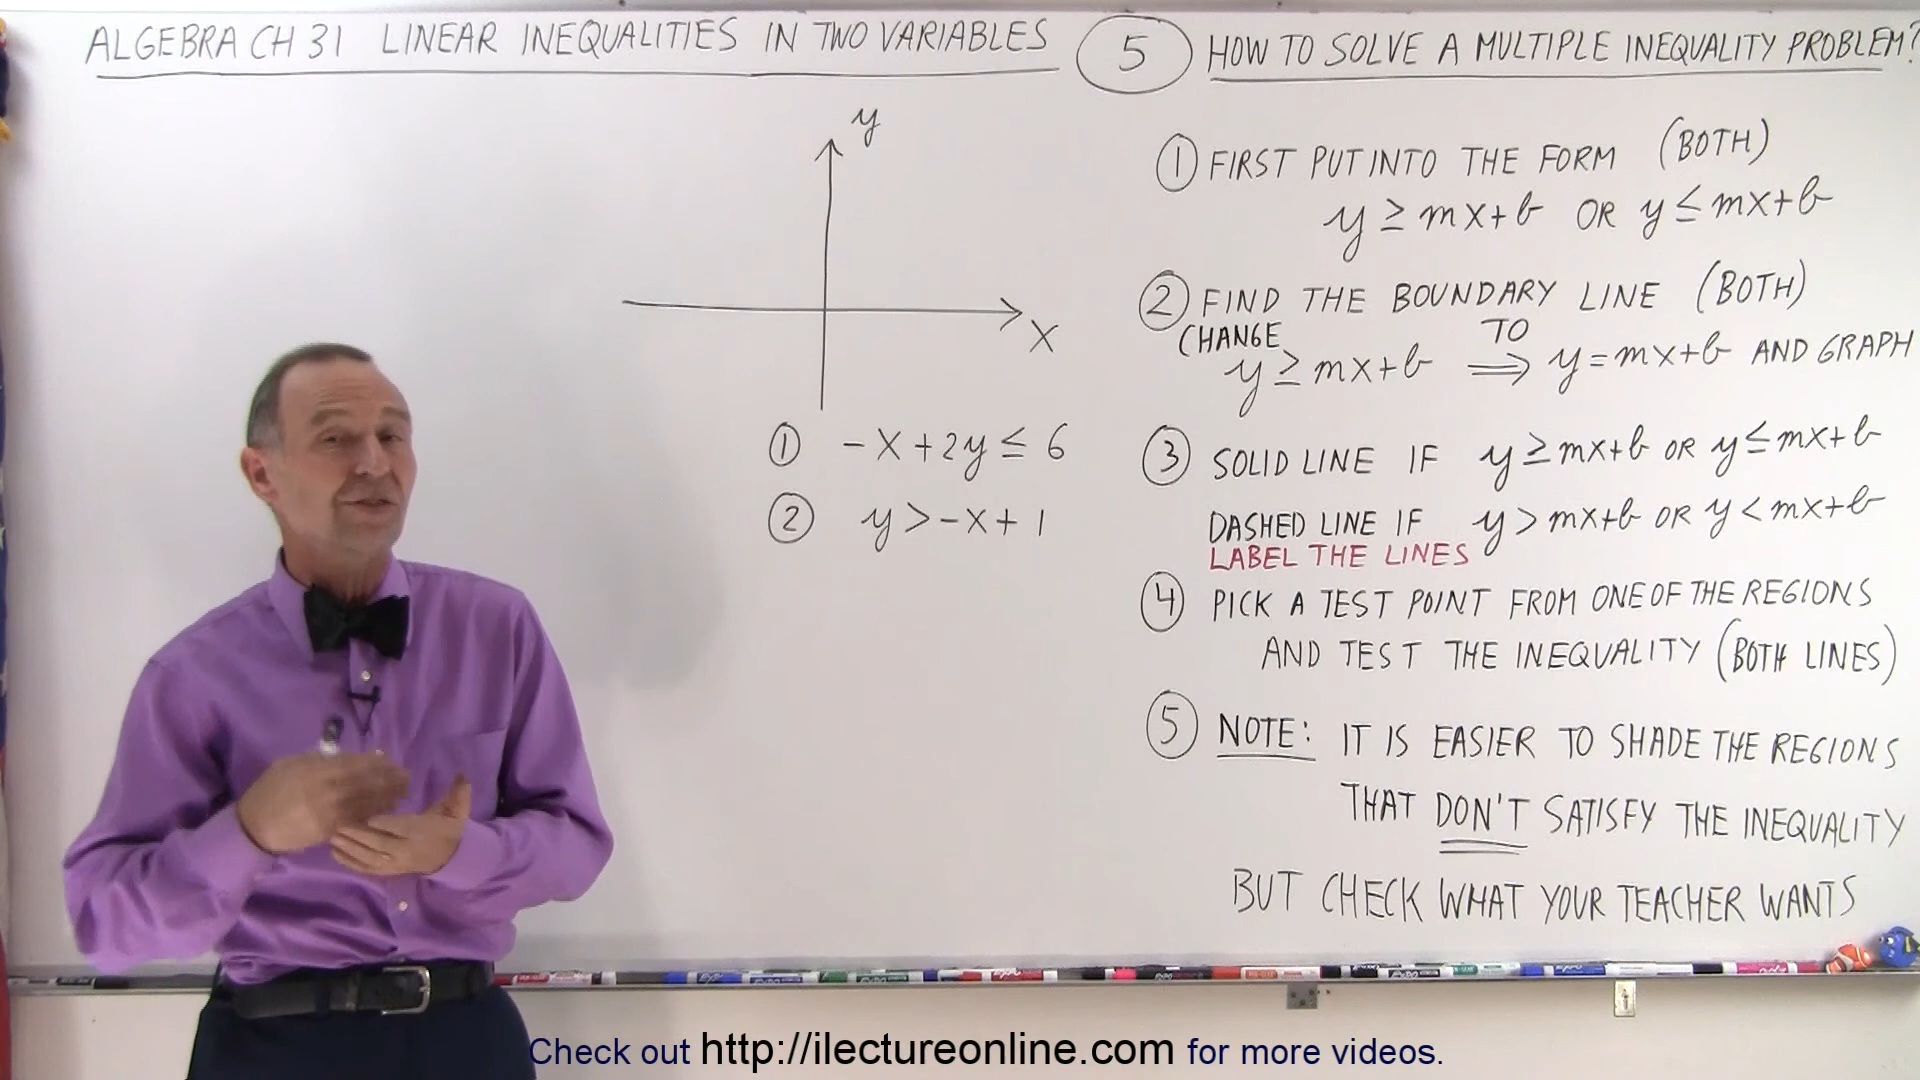 ALGEBRA CH 31 LINEAR INEQUALITIES IN TWO VARIABLES
5 HOW TO SOLVE A MULTIPLE INEQUALITY PROBLEM?
y
x
① -x+2y≤6
② y>-x+1
① FIRST PUT INTO THE FORM (BOTH)
y≥mx+b OR y≤mx+b
② FIND THE BOUNDARY LINE (BOTH)
CHANGE TO
y≥mx+b ⟹ y=mx+b AND GRAPH
③ SOLID LINE IF y≥mx+b OR y≤mx+b
DASHED LINE IF y>mx+b OR y<mx+b
LABEL THE LINES
④ PICK A TEST POINT FROM ONE OF THE REGIONS
AND TEST THE INEQUALITY (BOTH LINES)
⑤ NOTE: IT IS EASIER TO SHADE THE REGIONS
THAT DON'T SATISFY THE INEQUALITY
BUT CHECK WHAT YOUR TEACHER WANTS
Check out http://ilectureonline.com for more videos.